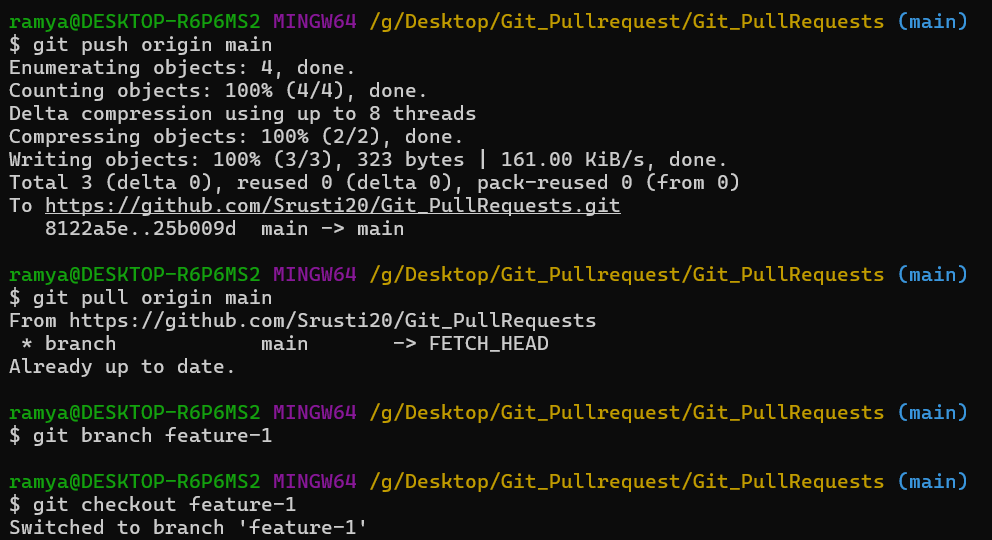 ramya@DESKTOP-R6P6MS2 MINGW64 /g/Desktop/Git_Pullrequest/Git_PullRequests (main)
$ git push origin main
Enumerating objects: 4, done.
Counting objects: 100% (4/4), done.
Delta compression using up to 8 threads
Compressing objects: 100% (2/2), done.
Writing objects: 100% (3/3), 323 bytes | 161.00 KiB/s, done.
Total 3 (delta 0), reused 0 (delta 0), pack-reused 0 (from 0)
To https://github.com/Srusti20/Git_PullRequests.git
   8122a5e..25b009d  main -> main

ramya@DESKTOP-R6P6MS2 MINGW64 /g/Desktop/Git_Pullrequest/Git_PullRequests (main)
$ git pull origin main
From https://github.com/Srusti20/Git_PullRequests
 * branch            main       -> FETCH_HEAD
Already up to date.

ramya@DESKTOP-R6P6MS2 MINGW64 /g/Desktop/Git_Pullrequest/Git_PullRequests (main)
$ git branch feature-1

ramya@DESKTOP-R6P6MS2 MINGW64 /g/Desktop/Git_Pullrequest/Git_PullRequests (main)
$ git checkout feature-1
Switched to branch 'feature-1'